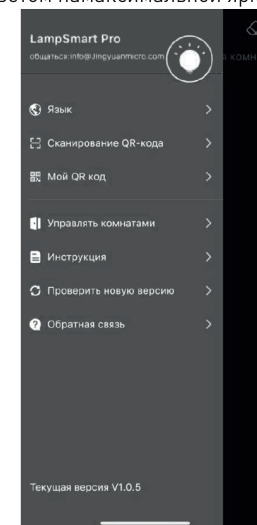 LampSmart Pro
общаться:info@Jingyuanmicro.com
Язык
Сканирование QR-кода
Мой QR код
Управлять комнатами
Инструкция
Проверить новую версию
Обратная связь
Текущая версия V1.0.5